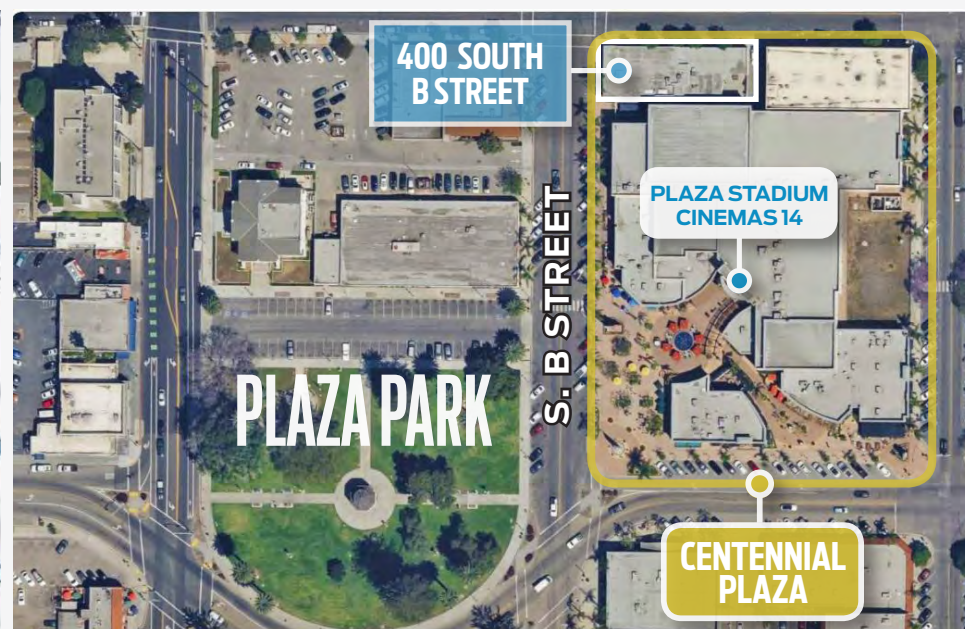 400 SOUTH
B STREET
PLAZA STADIUM
CINEMAS 14
S. B STREET
PLAZA PARK
CENTENNIAL
PLAZA